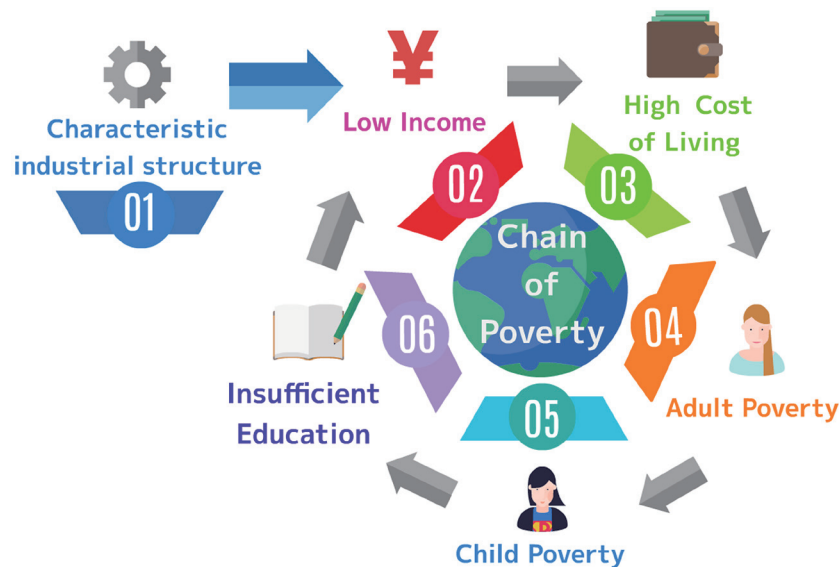 Characteristic
industrial structure
01
¥
Low Income
02
High Cost
of Living
03
04
Adult Poverty
05
Child Poverty
06
Insufficient
Education
Chain
of
Poverty